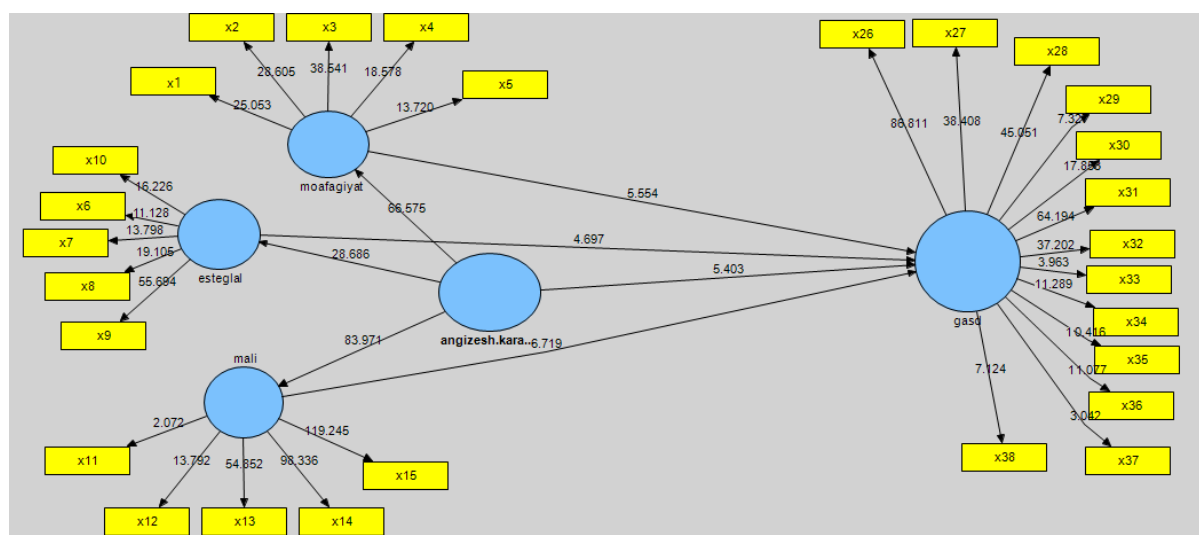 x2
x3
x4
x1
x5
28.605
38.541
18.578
25.053
13.720
moafagiyat
x10
x6
x7
x8
x9
16.226
11.128
13.798
19.105
55.694
esteglal
66.575
28.686
83.971
angizesh.kara..
5.554
4.697
5.403
6.719
mali
2.072
13.792
54.852
98.336
119.245
x11
x12
x13
x14
x15
x26
x27
x28
x29
x30
x31
x32
x33
x34
x35
x36
x37
x38
86.811
38.408
45.051
17.853
64.194
37.202
3.963
11.289
10.416
11.077
3.042
7.124
gasd